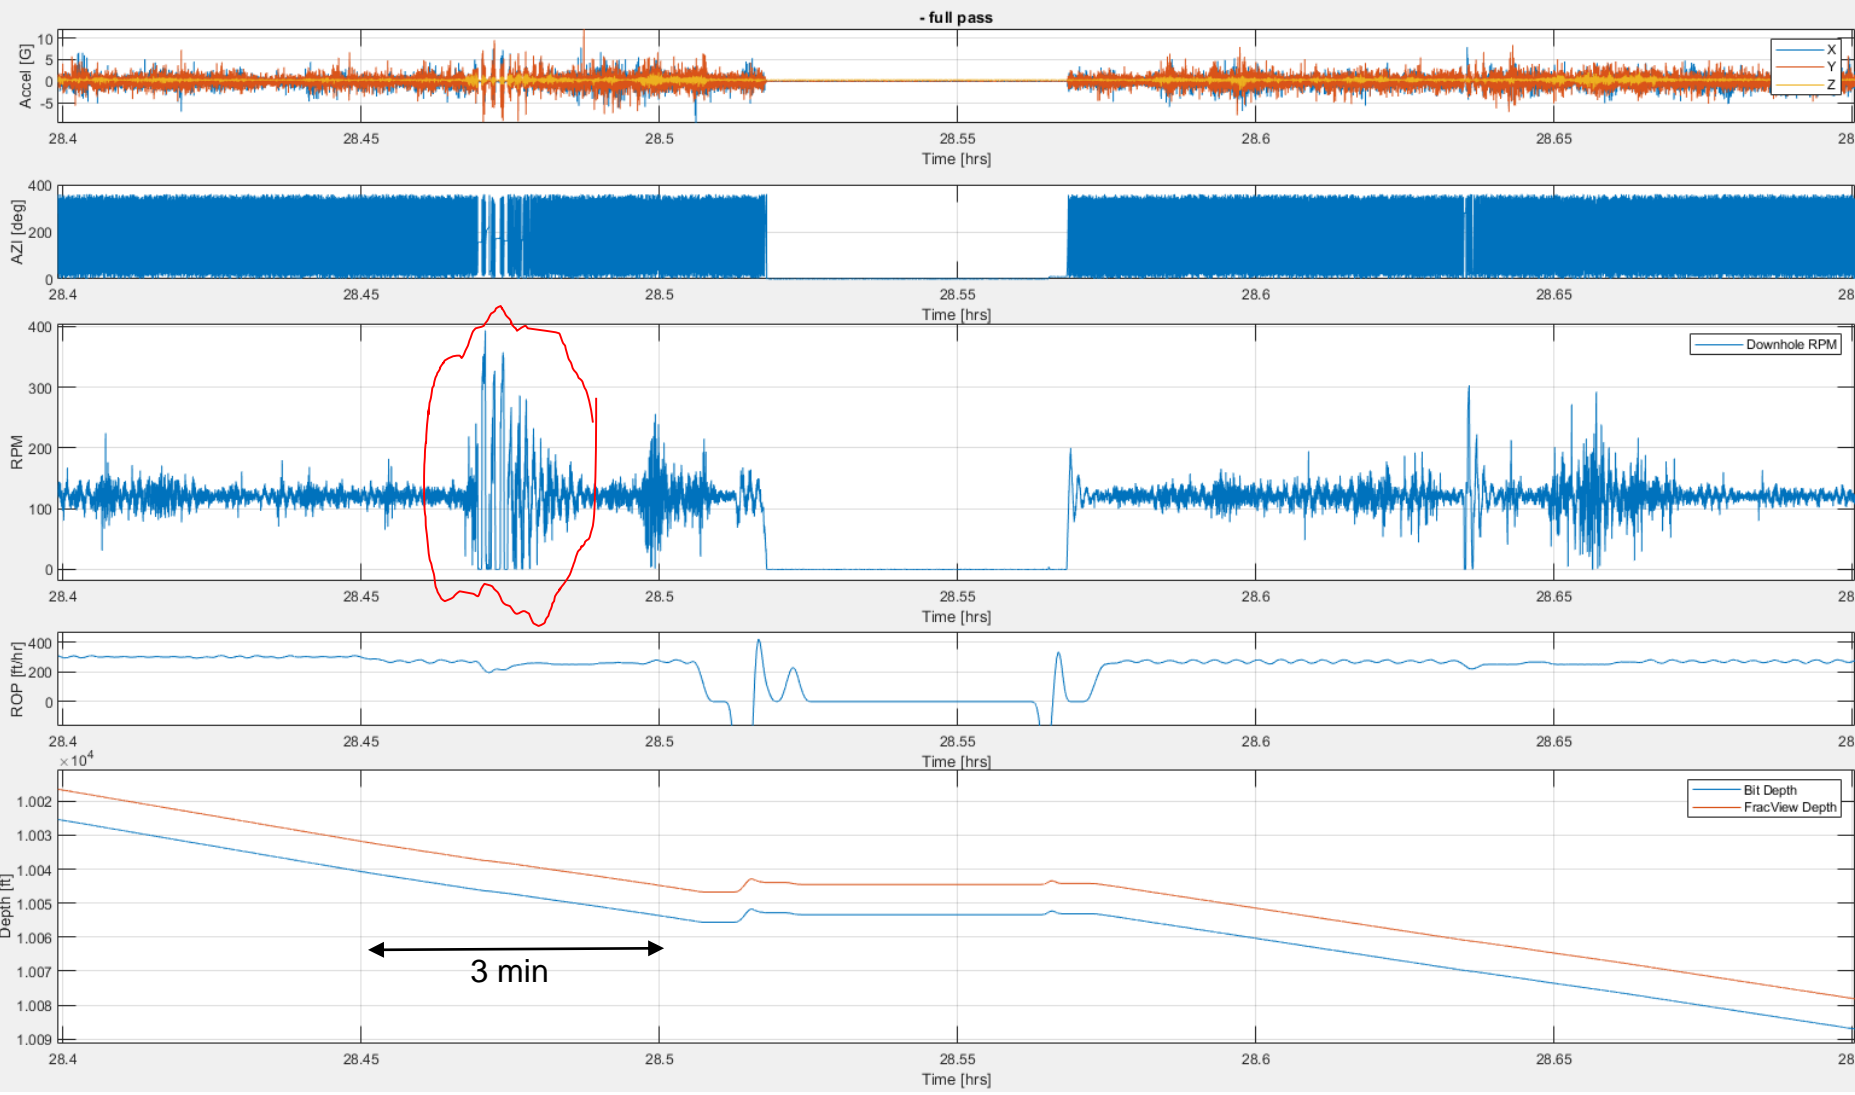 - full pass
Accel [G]
10
5
0
-5
X
Y
Z
28.4 28.45 28.5 28.55 28.6 28.65 28
Time [hrs]
AZI [deg]
400
200
0
28.4 28.45 28.5 28.55 28.6 28.65 28
Time [hrs]
RPM
400
300
200
100
0
Downhole RPM
28.4 28.45 28.5 28.55 28.6 28.65 28
Time [hrs]
ROP [ft/hr]
400
200
0
28.4 28.45 28.5 28.55 28.6 28.65 28
Time [hrs]
×10⁴
Depth [ft]
1.002
1.003
1.004
1.005
1.006
1.007
1.008
1.009
Bit Depth
FracView Depth
3 min
28.4 28.45 28.5 28.55 28.6 28.65 28
Time [hrs]